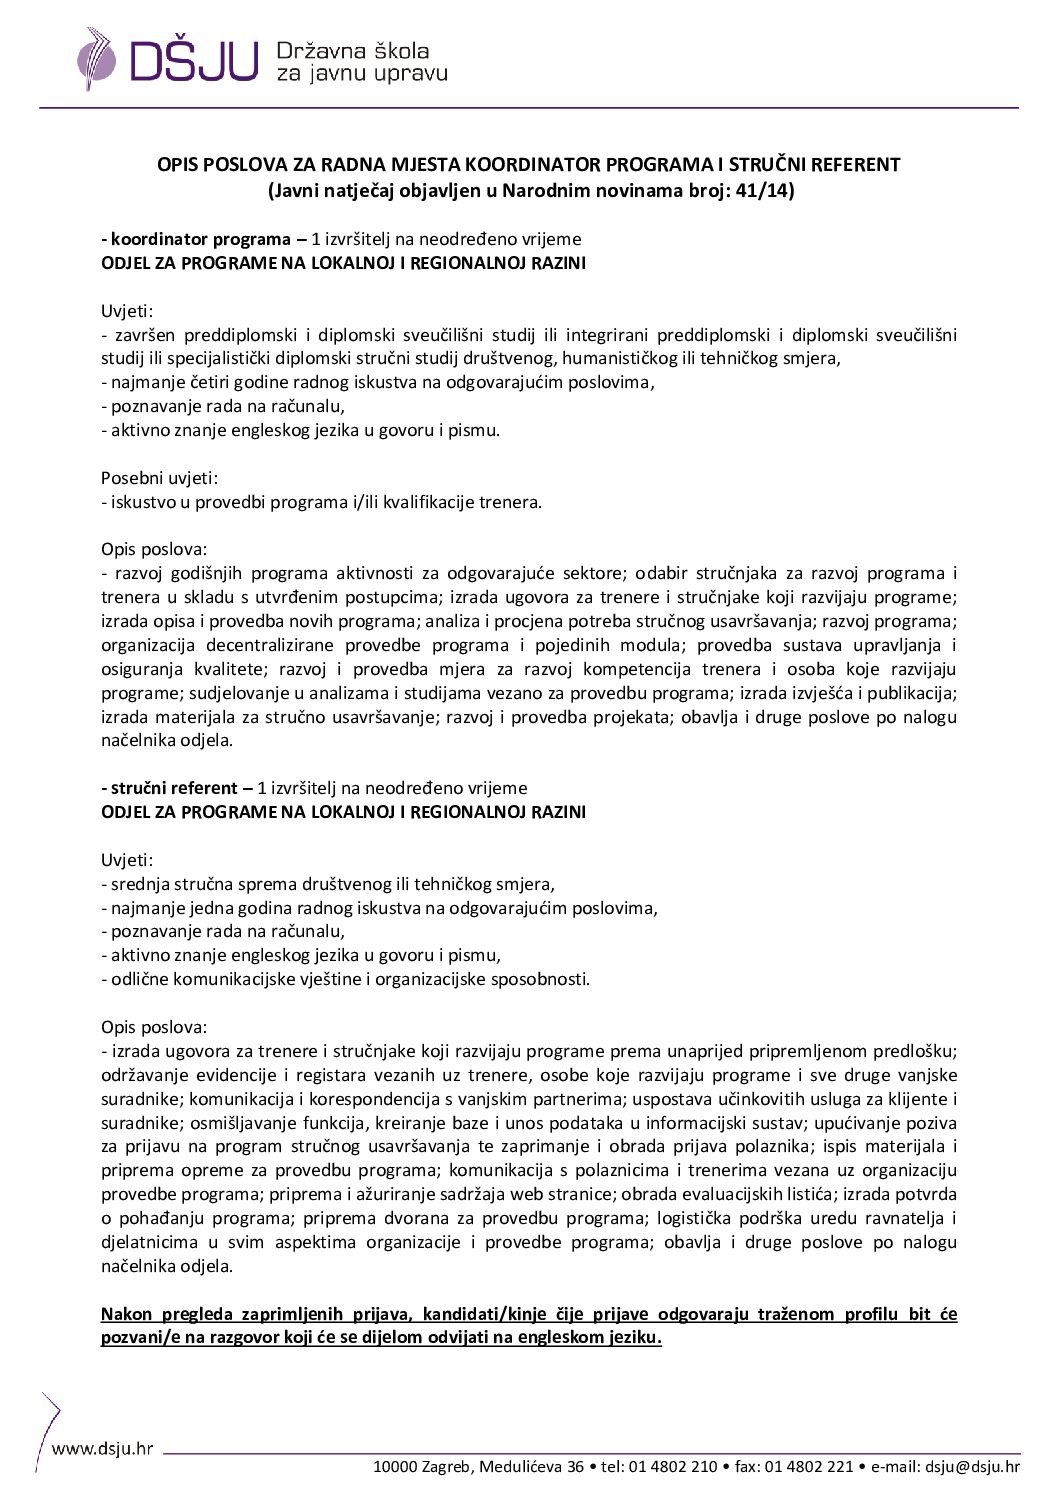 DŠJU Državna škola
za javnu upravu
OPIS POSLOVA ZA RADNA MJESTA KOORDINATOR PROGRAMA I STRUČNI REFERENT
(Javni natječaj objavljen u Narodnim novinama broj: 41/14)
- koordinator programa – 1 izvršitelj na neodređeno vrijeme
ODJEL ZA PROGRAME NA LOKALNOJ I REGIONALNOJ RAZINI
Uvjeti:
- završen preddiplomski i diplomski sveučilišni studij ili integrirani preddiplomski i diplomski sveučilišni
studij ili specijalistički diplomski stručni studij društvenog, humanističkog ili tehničkog smjera,
- najmanje četiri godine radnog iskustva na odgovarajućim poslovima,
- poznavanje rada na računalu,
- aktivno znanje engleskog jezika u govoru i pismu.
Posebni uvjeti:
- iskustvo u provedbi programa i/ili kvalifikacije trenera.
Opis poslova:
- razvoj godišnjih programa aktivnosti za odgovarajuće sektore; odabir stručnjaka za razvoj programa i
trenera u skladu s utvrđenim postupcima; izrada ugovora za trenere i stručnjake koji razvijaju programe;
izrada opisa i provedba novih programa; analiza i procjena potreba stručnog usavršavanja; razvoj programa;
organizacija decentralizirane provedbe programa i pojedinih modula; provedba sustava upravljanja i
osiguranja kvalitete; razvoj i provedba mjera za razvoj kompetencija trenera i osoba koje razvijaju
programe; sudjelovanje u analizama i studijama vezano za provedbu programa; izrada izvješća i publikacija;
izrada materijala za stručno usavršavanje; razvoj i provedba projekata; obavlja i druge poslove po nalogu
načelnika odjela.
- stručni referent – 1 izvršitelj na neodređeno vrijeme
ODJEL ZA PROGRAME NA LOKALNOJ I REGIONALNOJ RAZINI
Uvjeti:
- srednja stručna sprema društvenog ili tehničkog smjera,
- najmanje jedna godina radnog iskustva na odgovarajućim poslovima,
- poznavanje rada na računalu,
- aktivno znanje engleskog jezika u govoru i pismu,
- odlične komunikacijske vještine i organizacijske sposobnosti.
Opis poslova:
- izrada ugovora za trenere i stručnjake koji razvijaju programe prema unaprijed pripremljenom predlošku;
održavanje evidencije i registara vezanih uz trenere, osobe koje razvijaju programe i sve druge vanjske
suradnike; komunikacija i korespondencija s vanjskim partnerima; uspostava učinkovitih usluga za klijente i
suradnike; osmišljavanje funkcija, kreiranje baze i unos podataka u informacijski sustav; upućivanje poziva
za prijavu na program stručnog usavršavanja te zaprimanje i obrada prijava polaznika; ispis materijala i
priprema opreme za provedbu programa; komunikacija s polaznicima i trenerima vezana uz organizaciju
provedbe programa; priprema i ažuriranje sadržaja web stranice; obrada evaluacijskih listića; izrada potvrda
o pohađanju programa; priprema dvorana za provedbu programa; logistička podrška uredu ravnatelja i
djelatnicima u svim aspektima organizacije i provedbe programa; obavlja i druge poslove po nalogu
načelnika odjela.
Nakon pregleda zaprimljenih prijava, kandidati/kinje čije prijave odgovaraju traženom profilu bit će
pozvani/e na razgovor koji će se dijelom odvijati na engleskom jeziku.
www.dsju.hr
10000 Zagreb, Medulićeva 36 • tel: 01 4802 210 • fax: 01 4802 221 • e-mail: dsju@dsju.hr